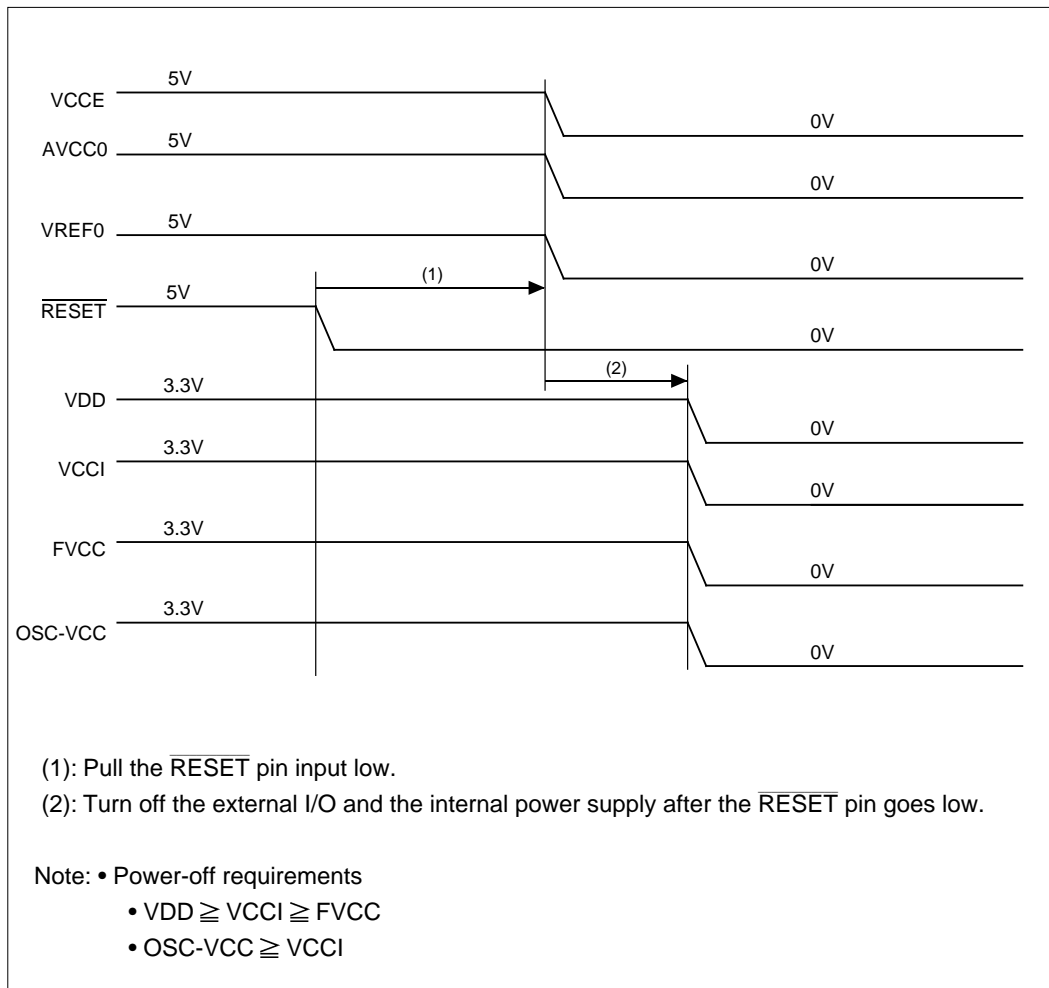 VCCE 5V 0V
AVCC0 5V 0V
VREF0 5V 0V
(1)
RESET 5V 0V
(2)
VDD 3.3V 0V
VCCI 3.3V 0V
FVCC 3.3V 0V
OSC-VCC 3.3V 0V
(1): Pull the RESET pin input low.
(2): Turn off the external I/O and the internal power supply after the RESET pin goes low.
Note: • Power-off requirements
• VDD ≧ VCCI ≧ FVCC
• OSC-VCC ≧ VCCI